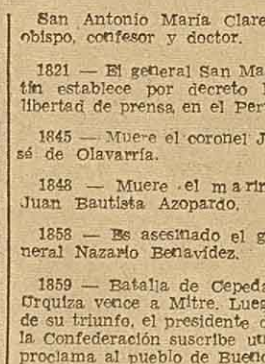 San Antonio María Clare
obispo, confesor y doctor.
1821 — El general San Ma
tín establece por decreto
libertad de prensa, en el Per
1845 — Muere el coronel J
sé de Olavarría.
1848 — Muere el marin
Juan Bautista Azopardo.
1858 — Es asesinado el g
neral Nazario Benavídez.
1859 — Batalla de Cepeda
Urquiza vence a Mitre. Lueg
de su triunfo, el presidente d
la Confederación suscribe un
proclama al pueblo de Bueno